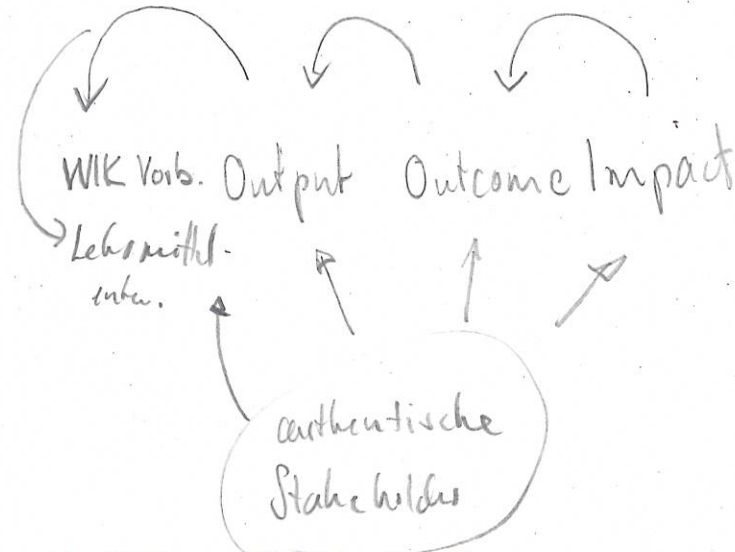 WIK Vorb. Output Outcome Impact
Lehrmittel-
entw.
authentische
Stakeholder